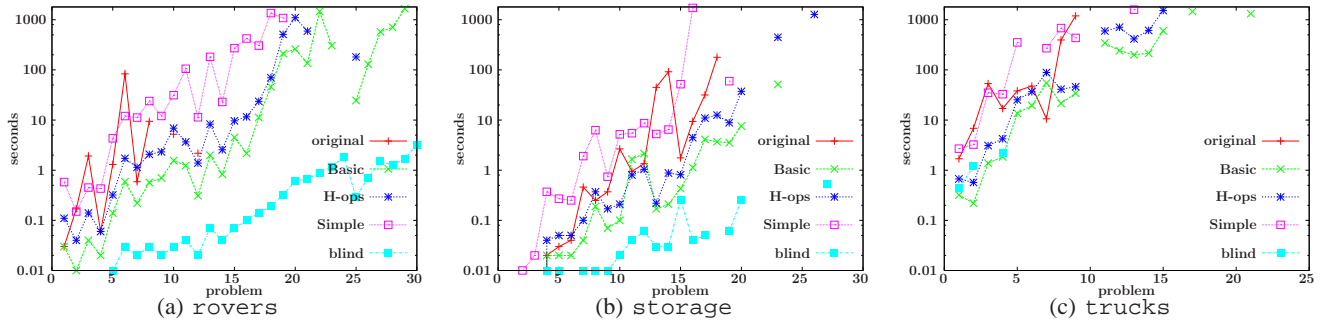 1000
100
10
1
0.1
0.01
seconds
original
Basic
H-ops
Simple
blind
0 5 10 15 20 25 30
problem
(a) rovers
1000
100
10
1
0.1
0.01
seconds
original
Basic
H-ops
Simple
blind
0 5 10 15 20 25 30
problem
(b) storage
1000
100
10
1
0.1
0.01
seconds
original
Basic
H-ops
Simple
blind
0 5 10 15 20 25
problem
(c) trucks